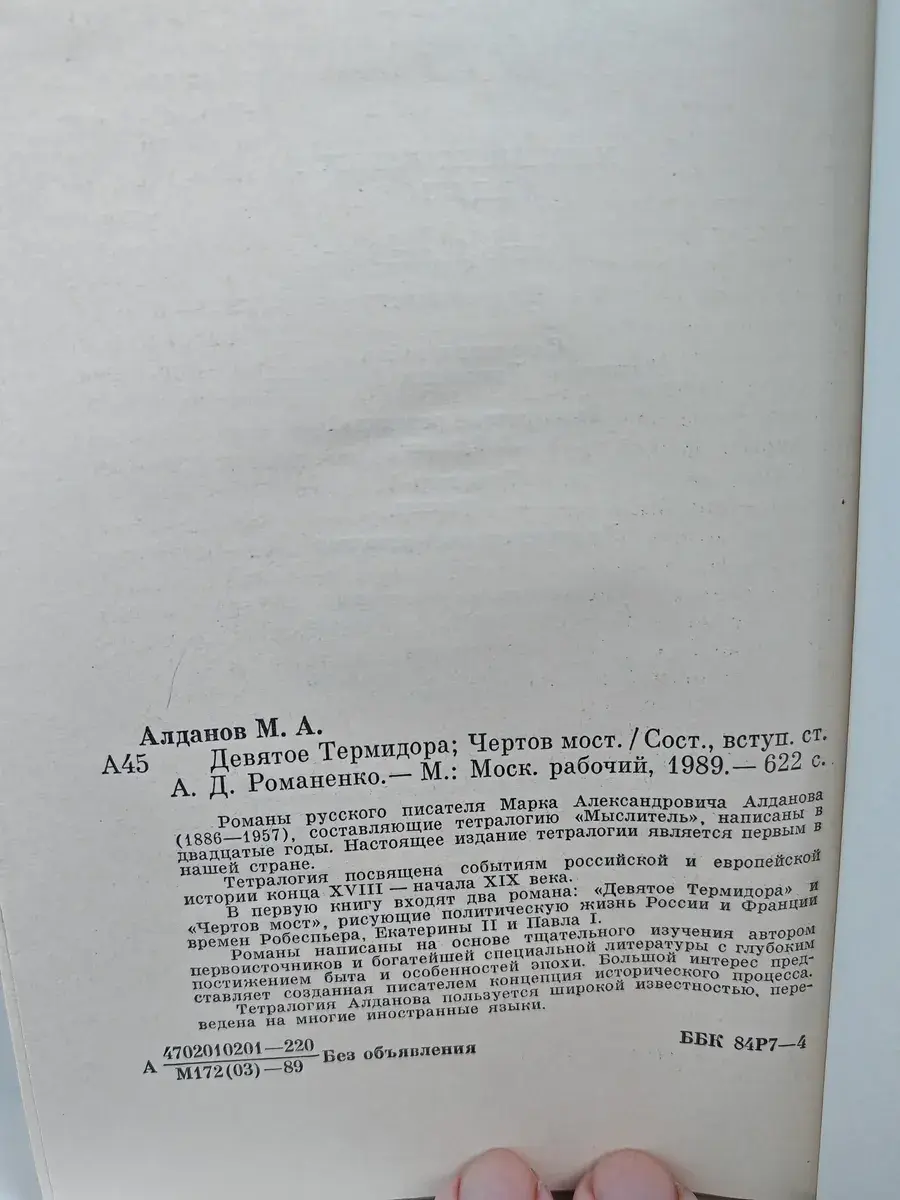 Алданов М. А.
А45 Девятое Термидора; Чертов мост. / Сост., вступ. ст.
А. Д. Романенко.— М.: Моск. рабочий, 1989.— 622 с.
Романы русского писателя Марка Александровича Алданова
(1886—1957), составляющие тетралогию «Мыслитель», написаны в
двадцатые годы. Настоящее издание тетралогии является первым в
нашей стране.
Тетралогия посвящена событиям российской и европейской
истории конца XVIII — начала XIX века.
В первую книгу входят два романа: «Девятое Термидора» и
«Чертов мост», рисующие политическую жизнь России и Франции
времен Робеспьера, Екатерины II и Павла I.
Романы написаны на основе тщательного изучения автором
первоисточников и богатейшей специальной литературы с глубоким
постижением быта и особенностей эпохи. Большой интерес пред-
ставляет созданная писателем концепция исторического процесса.
Тетралогия Алданова пользуется широкой известностью, пере-
ведена на многие иностранные языки.
А 4702010201—220 Без объявления ББК 84Р7—4
М172(03)—89